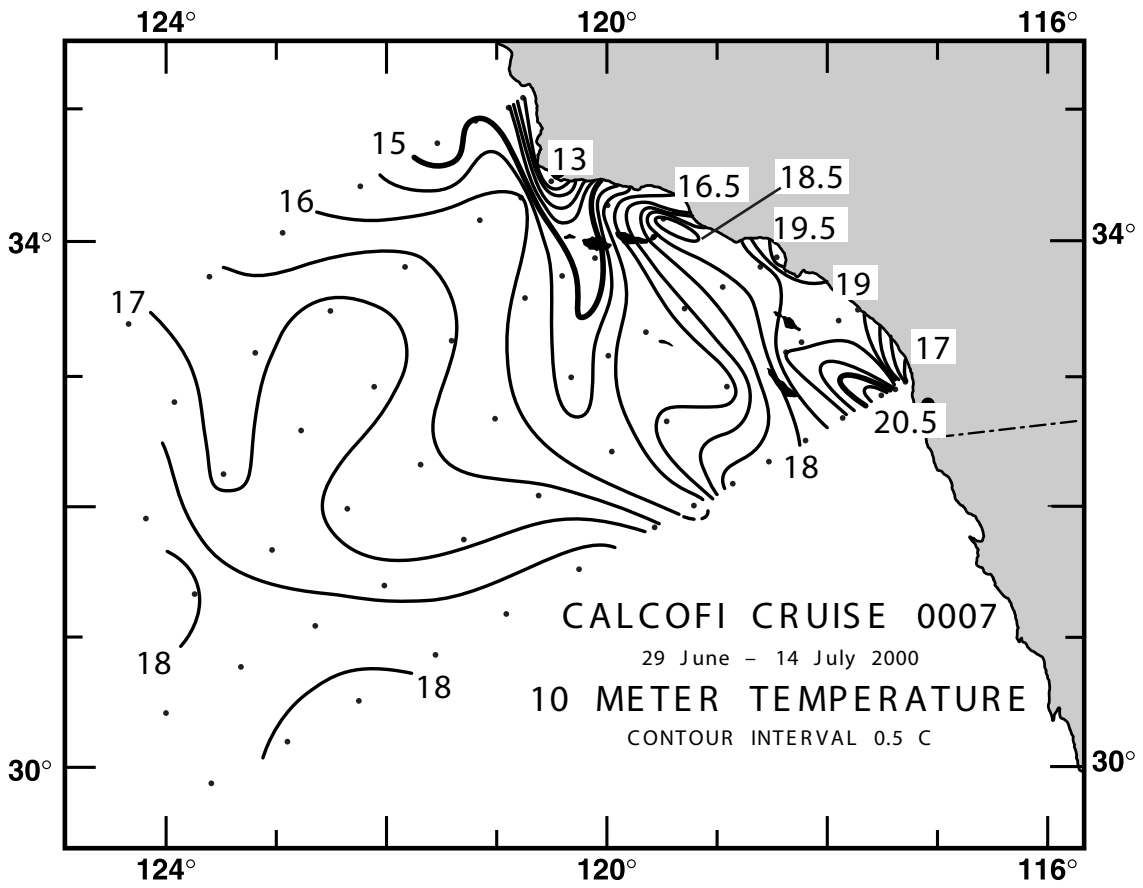 124° 120° 116°
15
13
16.5 18.5
16
19.5
34° 34°
19
17
17
20.5
18
CALCOFI CRUISE 0007
29 June – 14 July 2000
18
18
10 METER TEMPERATURE
CONTOUR INTERVAL 0.5 C
30° 30°
124° 120° 116°